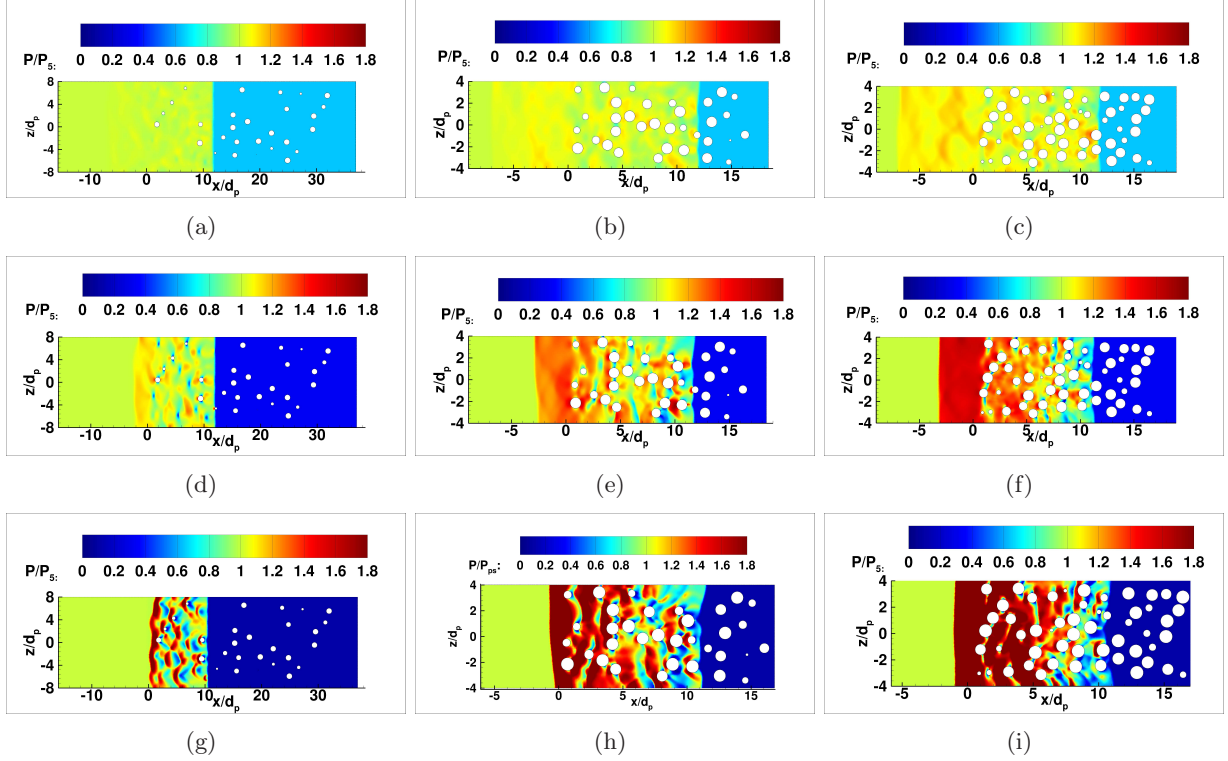 P/P5: 0 0.2 0.4 0.6 0.8 1 1.2 1.4 1.6 1.8
z/dp 8 4 0 -4 -8
-10 0 10 20 30
x/dp
(a)
P/P5: 0 0.2 0.4 0.6 0.8 1 1.2 1.4 1.6 1.8
z/dp 4 2 0 -2 -4
-5 0 5 10 15
x/dp
(b)
P/P5: 0 0.2 0.4 0.6 0.8 1 1.2 1.4 1.6 1.8
z/dp 4 2 0 -2 -4
-5 0 5 10 15
x/dp
(c)
P/P5: 0 0.2 0.4 0.6 0.8 1 1.2 1.4 1.6 1.8
z/dp 8 4 0 -4 -8
-10 0 10 20 30
x/dp
(d)
P/P5: 0 0.2 0.4 0.6 0.8 1 1.2 1.4 1.6 1.8
z/dp 4 2 0 -2 -4
-5 0 5 10 15
x/dp
(e)
P/P5: 0 0.2 0.4 0.6 0.8 1 1.2 1.4 1.6 1.8
z/dp 4 2 0 -2 -4
-5 0 5 10 15
x/dp
(f)
P/P5: 0 0.2 0.4 0.6 0.8 1 1.2 1.4 1.6 1.8
z/dp 8 4 0 -4 -8
-10 0 10 20 30
x/dp
(g)
P/Pps: 0 0.2 0.4 0.6 0.8 1 1.2 1.4 1.6 1.8
z/dp 4 2 0 -2 -4
-5 0 5 10 15
x/dp
(h)
P/P5: 0 0.2 0.4 0.6 0.8 1 1.2 1.4 1.6 1.8
z/dp 4 2 0 -2 -4
-5 0 5 10 15
x/dp
(i)